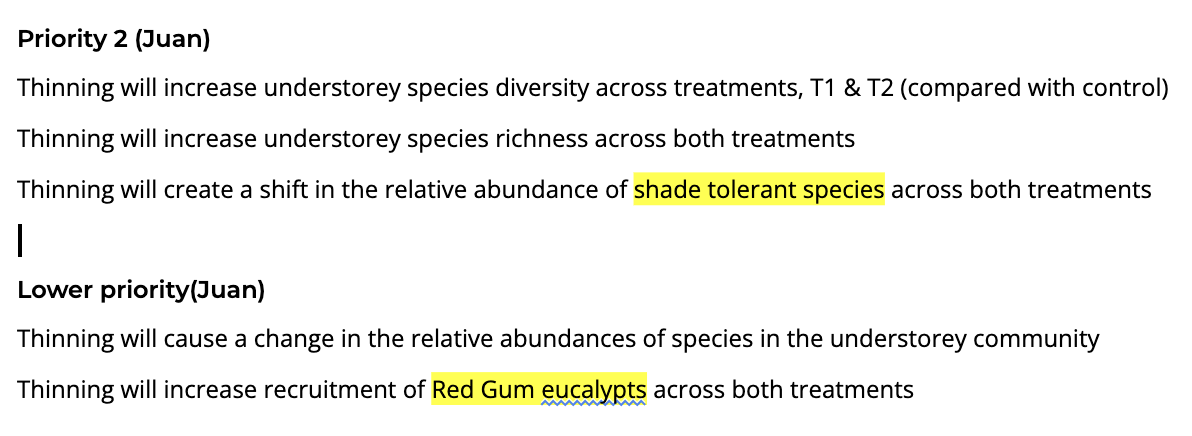 Priority 2 (Juan)
Thinning will increase understorey species diversity across treatments, T1 & T2 (compared with control)
Thinning will increase understorey species richness across both treatments
Thinning will create a shift in the relative abundance of shade tolerant species across both treatments
Lower priority(Juan)
Thinning will cause a change in the relative abundances of species in the understorey community
Thinning will increase recruitment of Red Gum eucalypts across both treatments